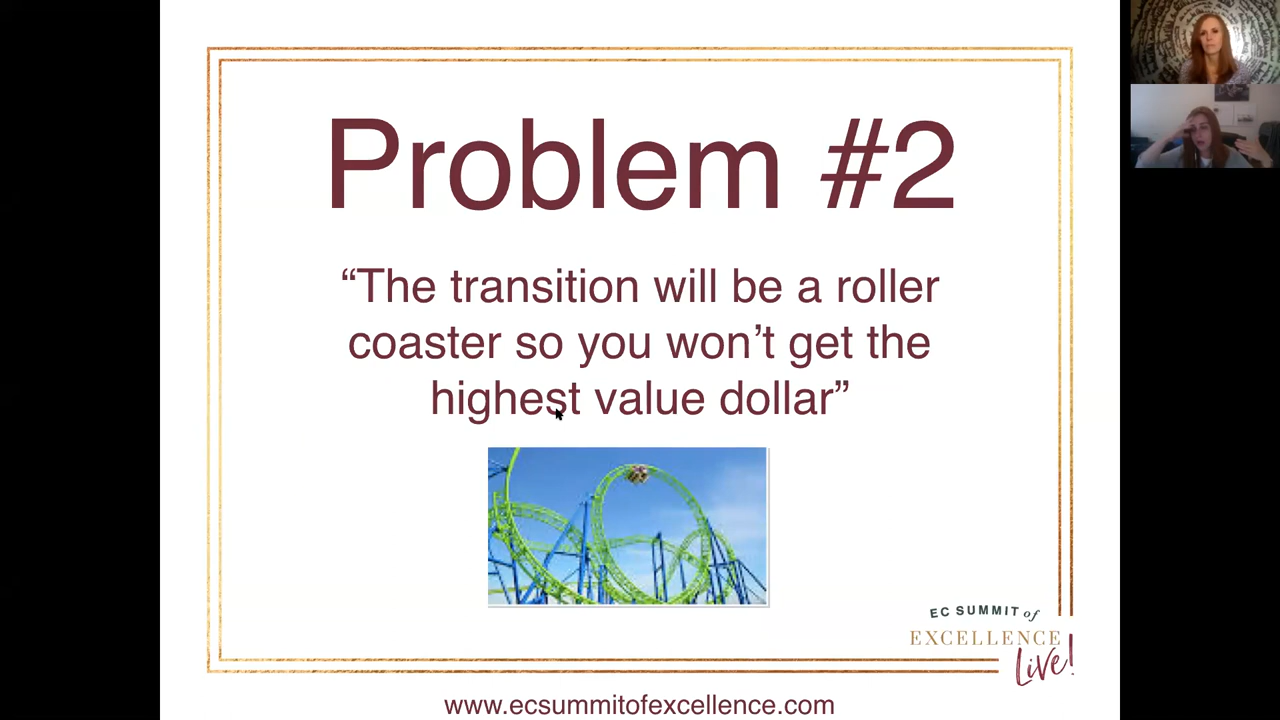 Problem #2
“The transition will be a roller
coaster so you won’t get the
highest value dollar”
EC SUMMIT of
EXCELLENCE
Live!
www.ecsummitofexcellence.com